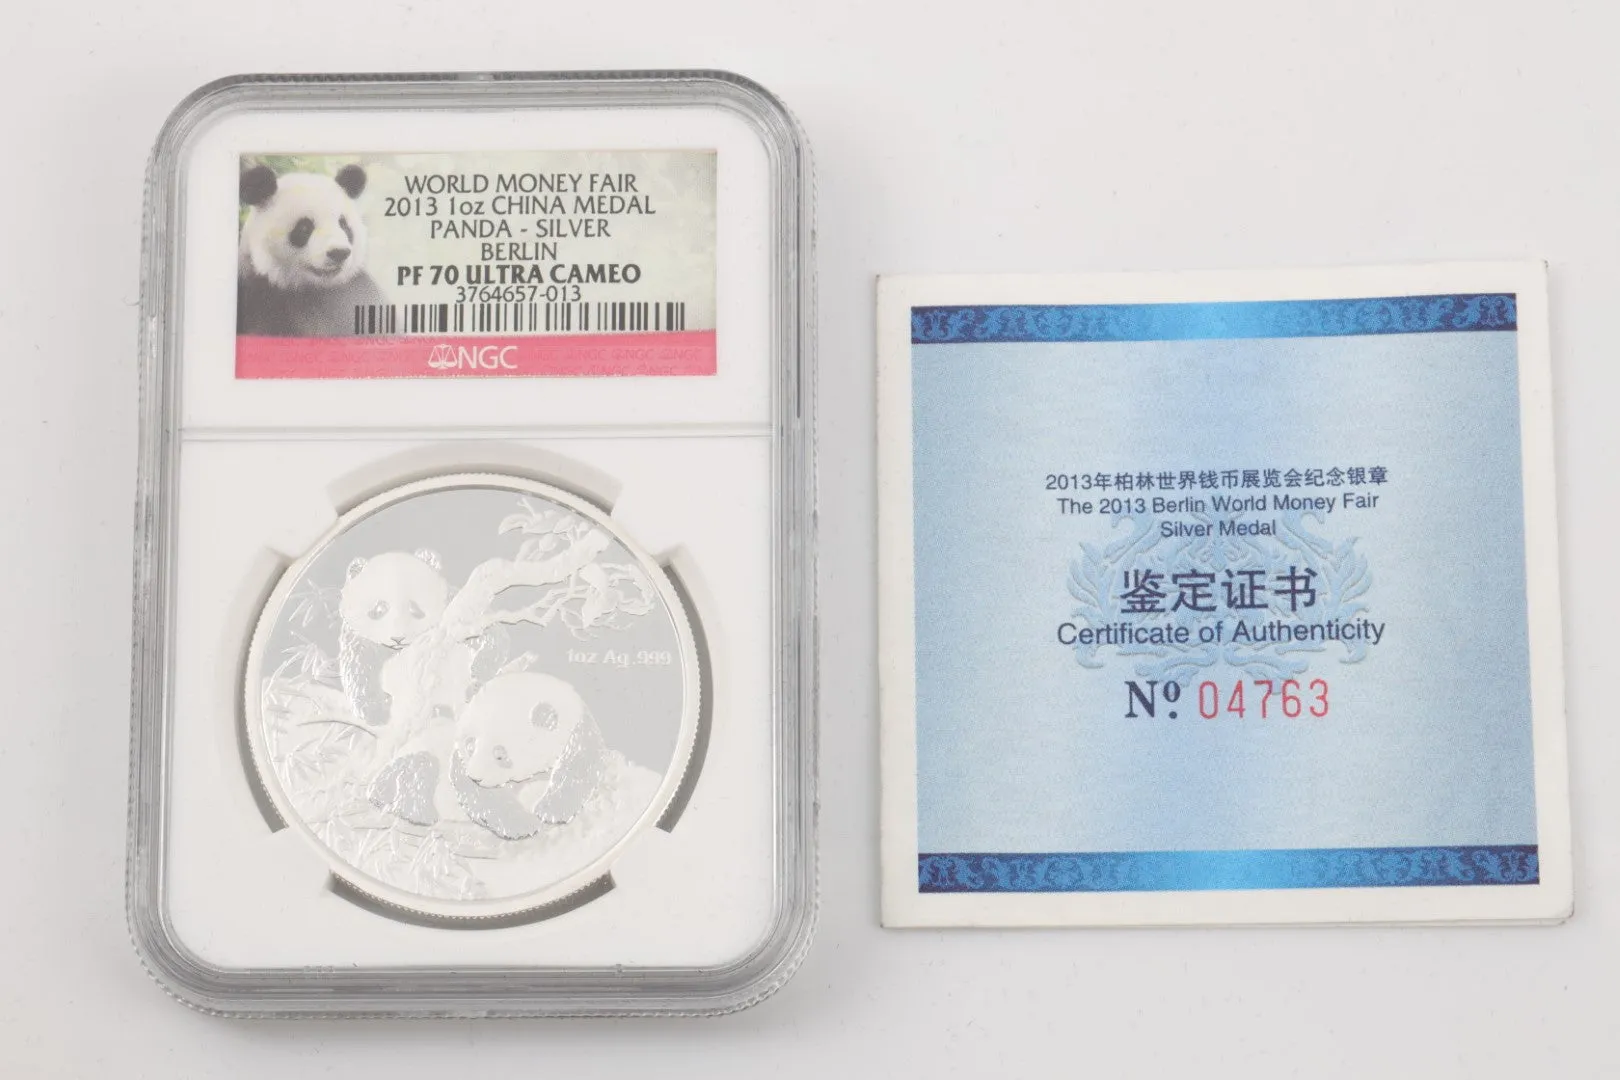 WORLD MONEY FAIR
2013 1oz CHINA MEDAL
PANDA - SILVER
BERLIN
PF 70 ULTRA CAMEO
3764657-013
NGC
1oz Ag .999
2013年柏林世界钱币展览会纪念银章
The 2013 Berlin World Money Fair
Silver Medal
鉴定证书
Certificate of Authenticity
Nº. 04763